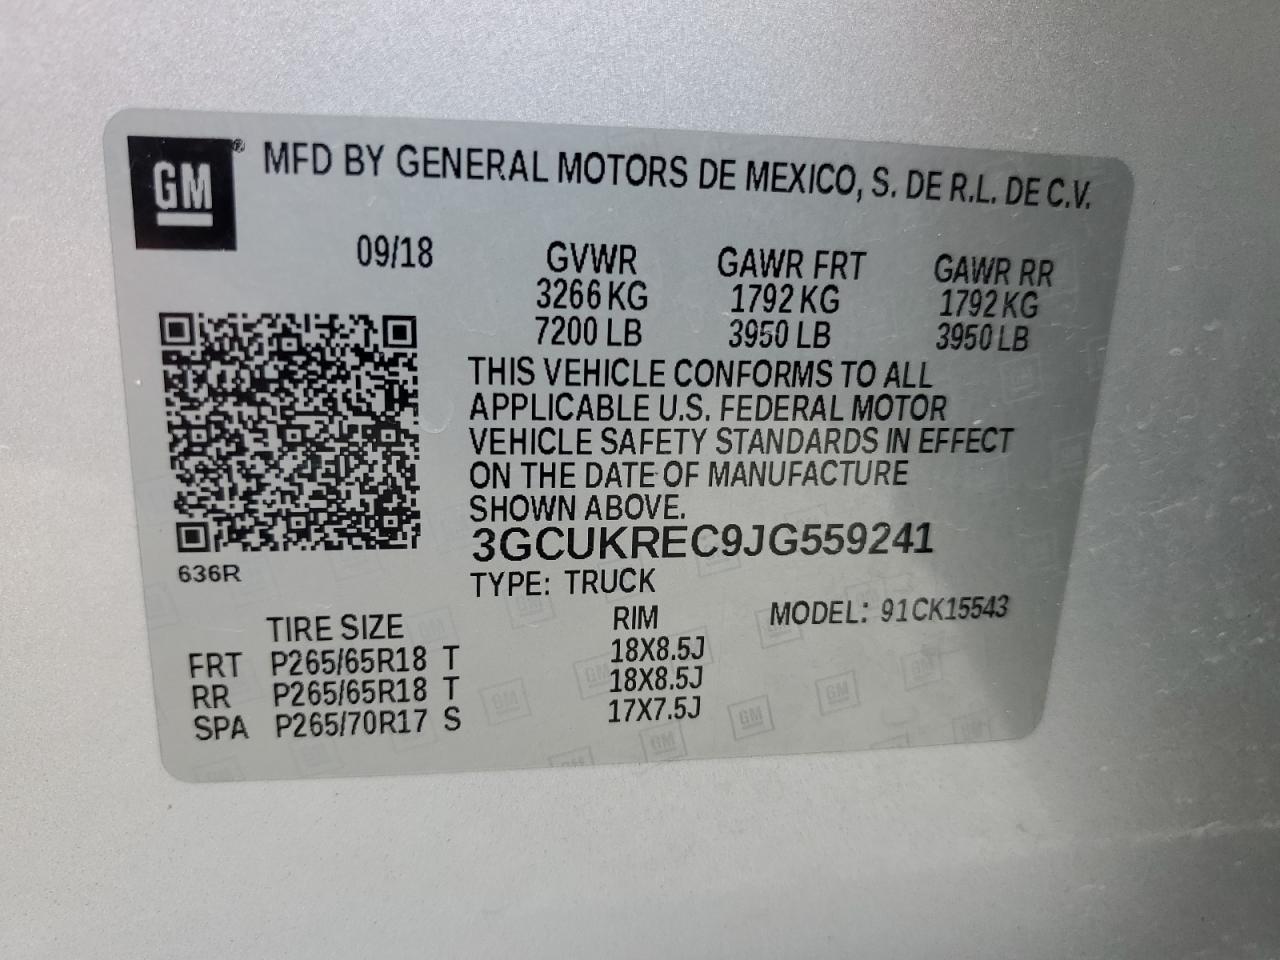 GM® MFD BY GENERAL MOTORS DE MEXICO, S. DE R.L. DE C.V.
09/18 GVWR GAWR FRT GAWR RR
3266 KG 1792 KG 1792 KG
7200 LB 3950 LB 3950 LB
THIS VEHICLE CONFORMS TO ALL
APPLICABLE U.S. FEDERAL MOTOR
VEHICLE SAFETY STANDARDS IN EFFECT
ON THE DATE OF MANUFACTURE
SHOWN ABOVE.
3GCUKREC9JG559241
636R
TYPE: TRUCK
TIRE SIZE RIM MODEL: 91CK15543
FRT P265/65R18 T 18X8.5J
RR P265/65R18 T 18X8.5J
SPA P265/70R17 S 17X7.5J